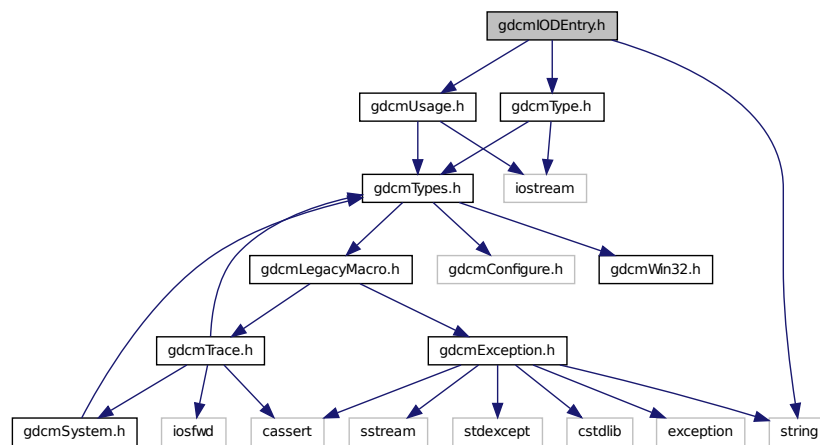 gdcmIODEntry.h
gdcmUsage.h
gdcmType.h
gdcmTypes.h
iostream
gdcmLegacyMacro.h
gdcmConfigure.h
gdcmWin32.h
gdcmTrace.h
gdcmException.h
gdcmSystem.h
iosfwd
cassert
sstream
stdexcept
cstdlib
exception
string